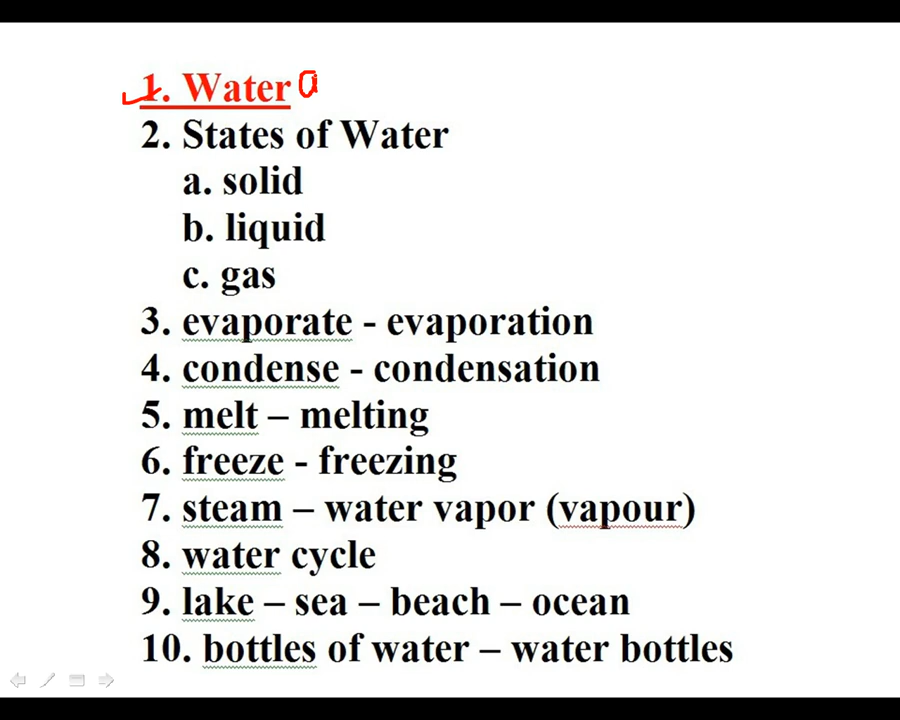 1. Water
2. States of Water
a. solid
b. liquid
c. gas
3. evaporate - evaporation
4. condense - condensation
5. melt – melting
6. freeze - freezing
7. steam – water vapor (vapour)
8. water cycle
9. lake – sea – beach – ocean
10. bottles of water – water bottles